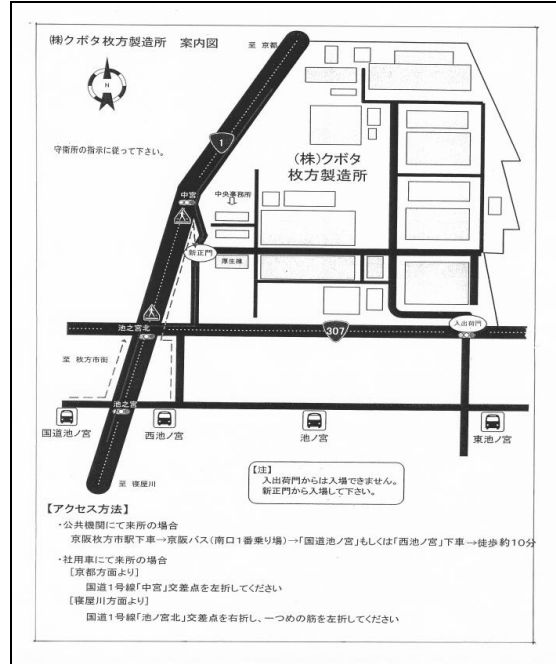 ㈱クボタ枚方製造所　案内図
至 京都
N
1
守衛所の指示に従って下さい。
(株)クボタ
枚方製造所
中宮
中央事務所
新正門
厚生棟
池之宮北
307
入出荷門
至 枚方市街
池之宮
国道池ノ宮
西池ノ宮
池ノ宮
東池ノ宮
至 寝屋川
【注】
入出荷門からは入場できません。
新正門から入場して下さい。
【アクセス方法】
・公共機関にて来所の場合
京阪枚方市駅下車→京阪バス(南口1番乗り場)→「国道池ノ宮」もしくは「西池ノ宮」下車→徒歩約10分
・社用車にて来所の場合
[京都方面より]
国道1号線「中宮」交差点を左折してください
[寝屋川方面より]
国道1号線「池ノ宮北」交差点を右折し、一つめの筋を左折してください